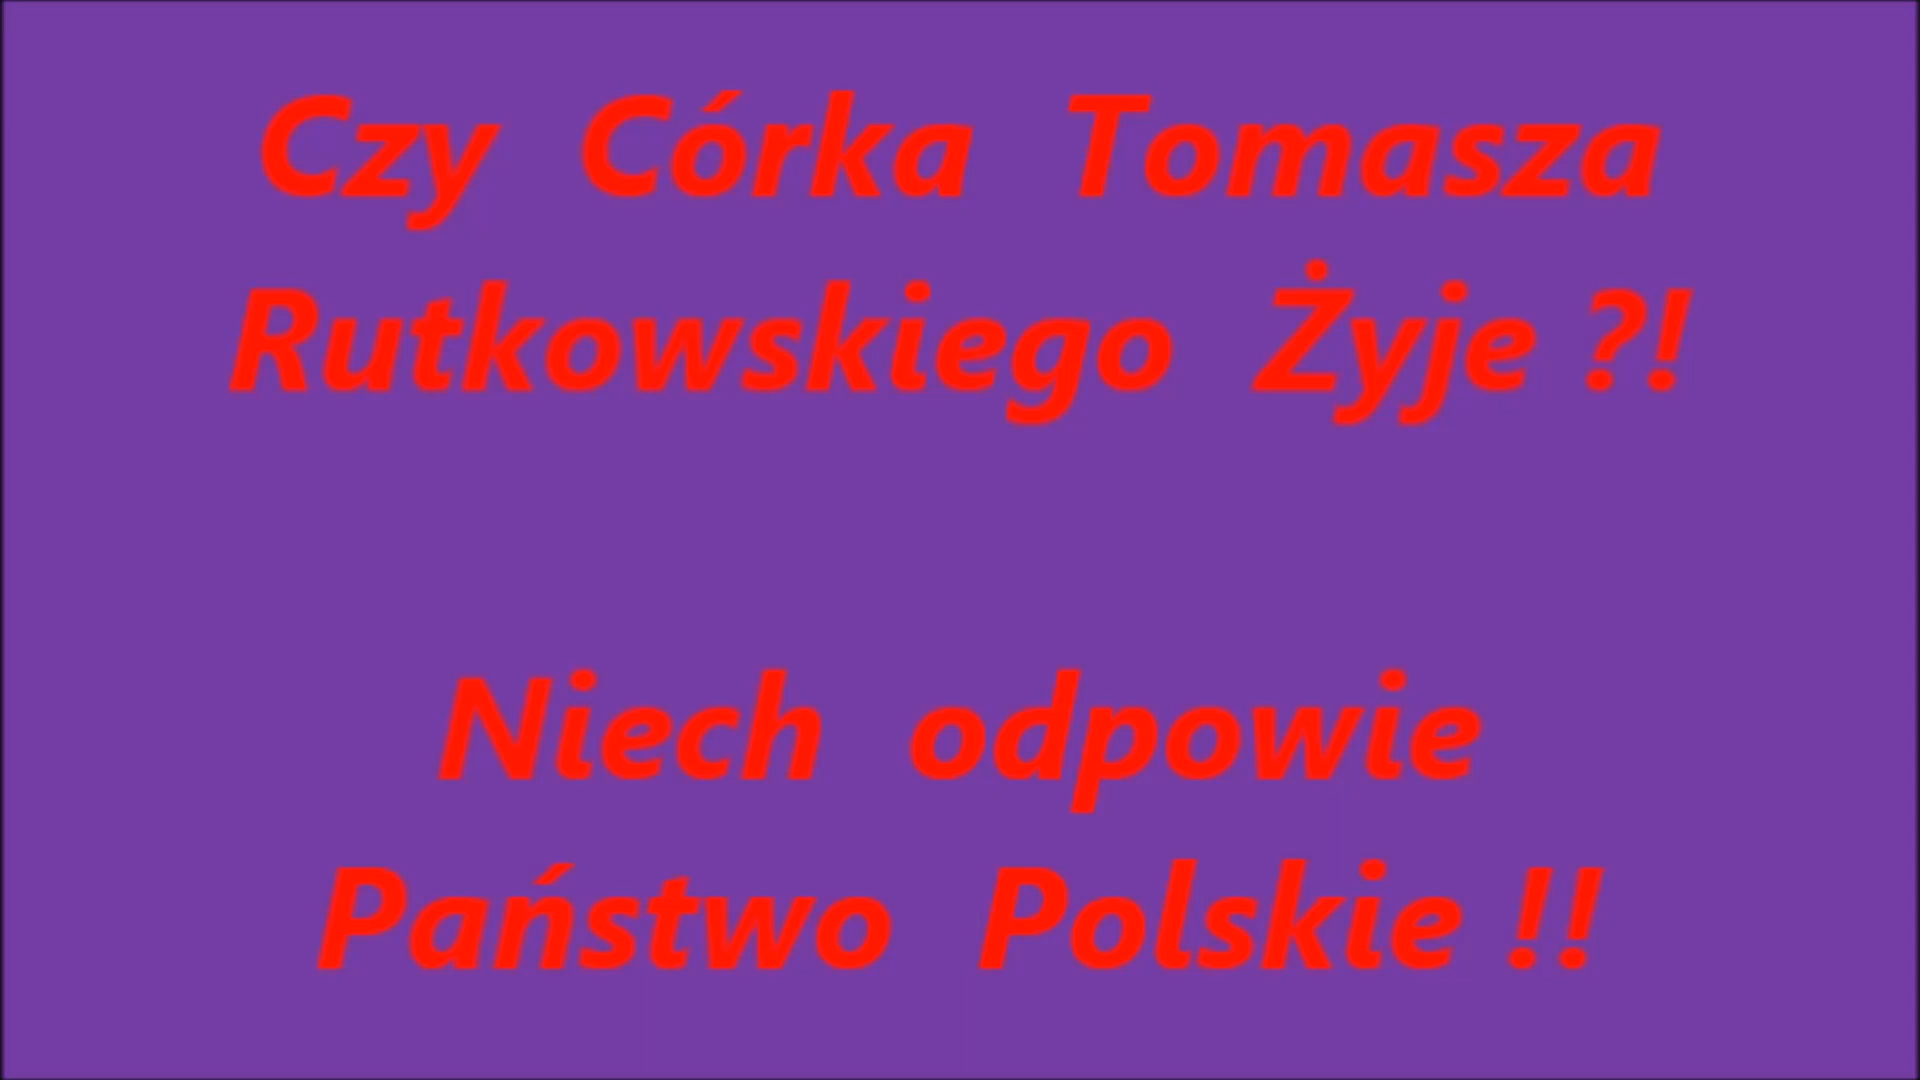 Czy Córka Tomasza
Rutkowskiego Żyje ?!
Niech odpowie
Państwo Polskie !!